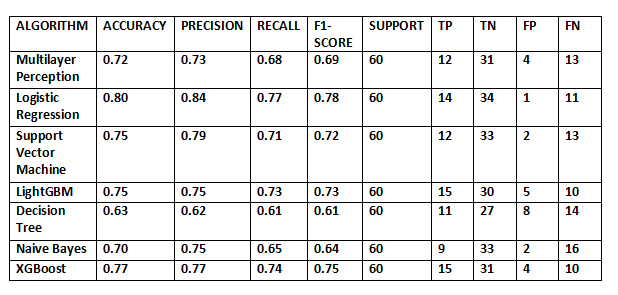 ALGORITHM ACCURACY PRECISION RECALL F1-SCORE SUPPORT TP TN FP FN
Multilayer Perception 0.72 0.73 0.68 0.69 60 12 31 4 13
Logistic Regression 0.80 0.84 0.77 0.78 60 14 34 1 11
Support Vector Machine 0.75 0.79 0.71 0.72 60 12 33 2 13
LightGBM 0.75 0.75 0.73 0.73 60 15 30 5 10
Decision Tree 0.63 0.62 0.61 0.61 60 11 27 8 14
Naive Bayes 0.70 0.75 0.65 0.64 60 9 33 2 16
XGBoost 0.77 0.77 0.74 0.75 60 15 31 4 10